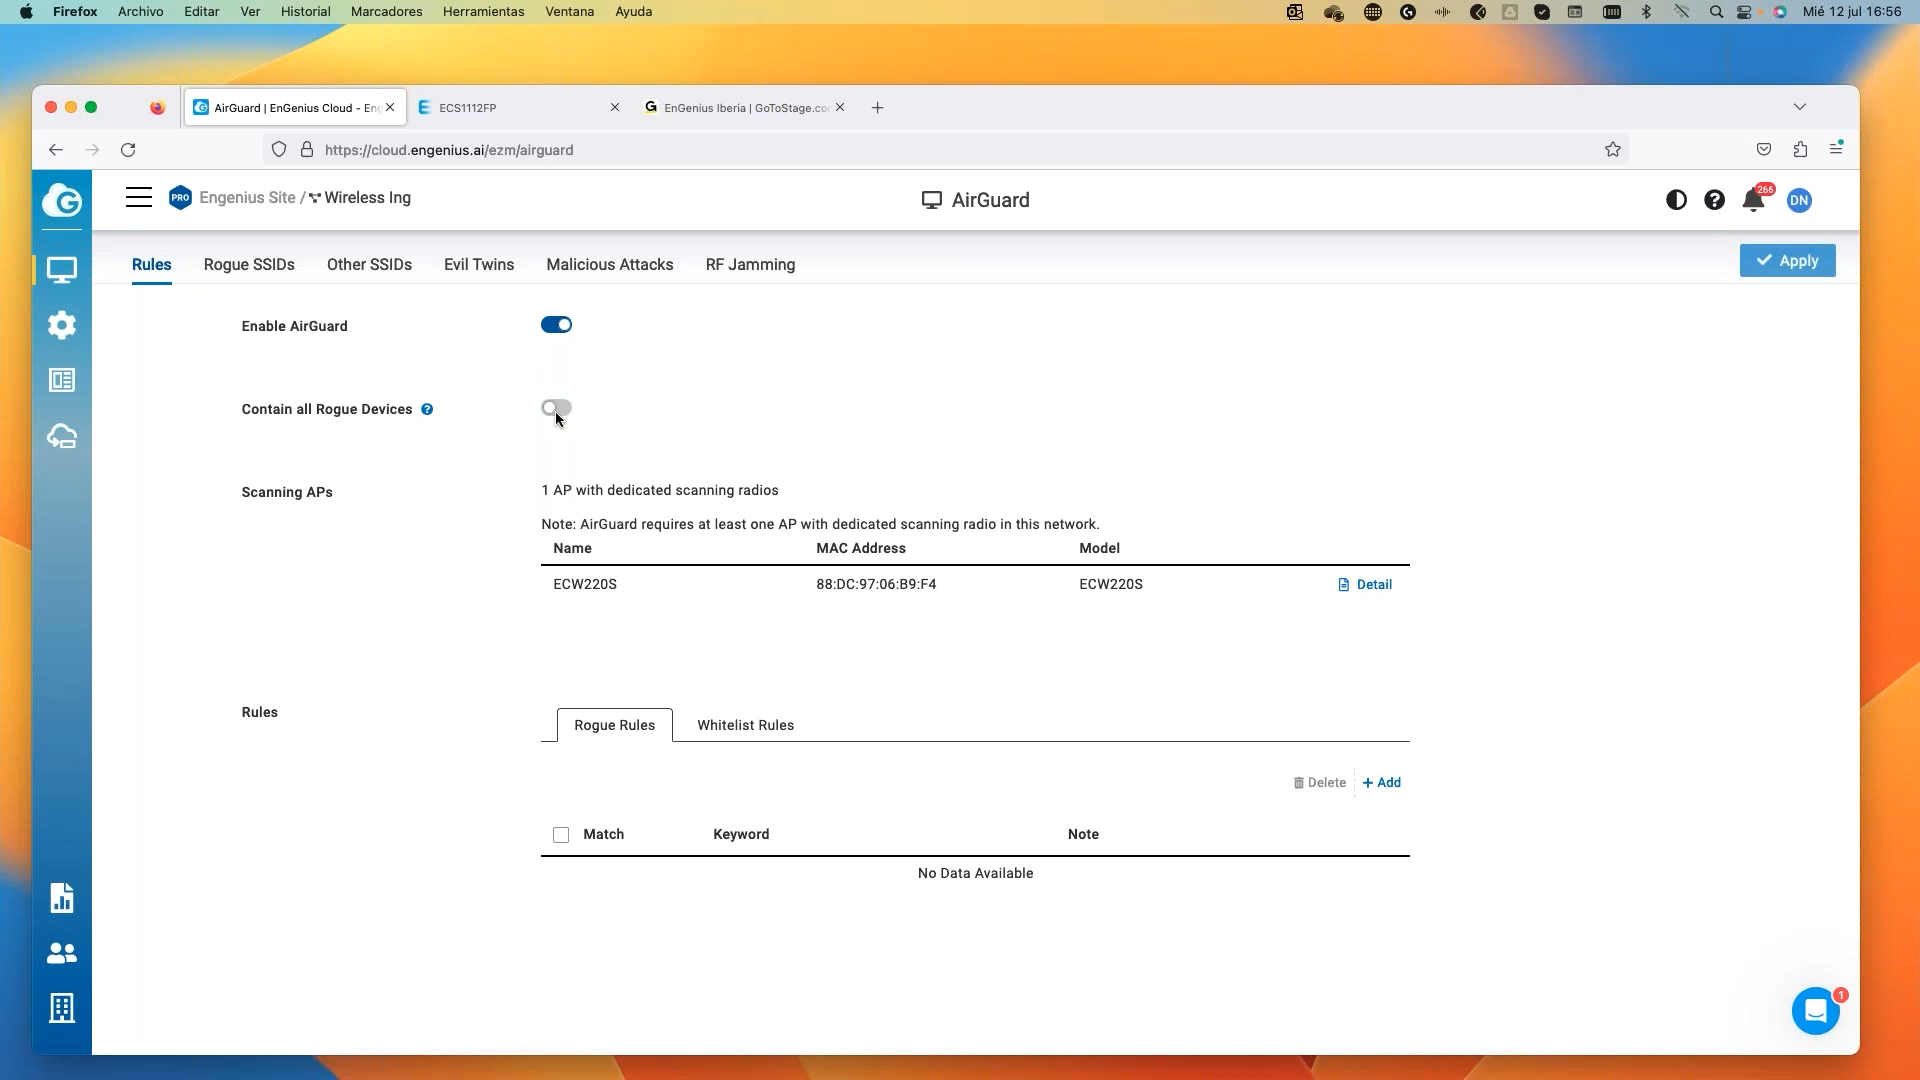 Firefox Archivo Editar Ver Historial Marcadores Herramientas Ventana Ayuda Mié 12 jul 16:56
AirGuard | EnGenius Cloud - En ECS1112FP EnGenius Iberia | GoToStage.co
https://cloud.engenius.ai/ezm/airguard
PRO Engenius Site / Wireless Ing AirGuard 266 DN
Rules Rogue SSIDs Other SSIDs Evil Twins Malicious Attacks RF Jamming Apply
Enable AirGuard
Contain all Rogue Devices
Scanning APs 1 AP with dedicated scanning radios
Note: AirGuard requires at least one AP with dedicated scanning radio in this network.
Name MAC Address Model
ECW220S 88:DC:97:06:B9:F4 ECW220S Detail
Rules Rogue Rules Whitelist Rules
Delete + Add
Match Keyword Note
No Data Available
1